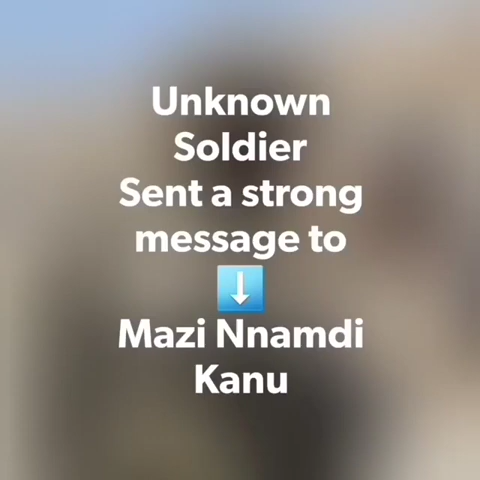 Unknown
Soldier
Sent a strong
message to
⬇️
Mazi Nnamdi
Kanu